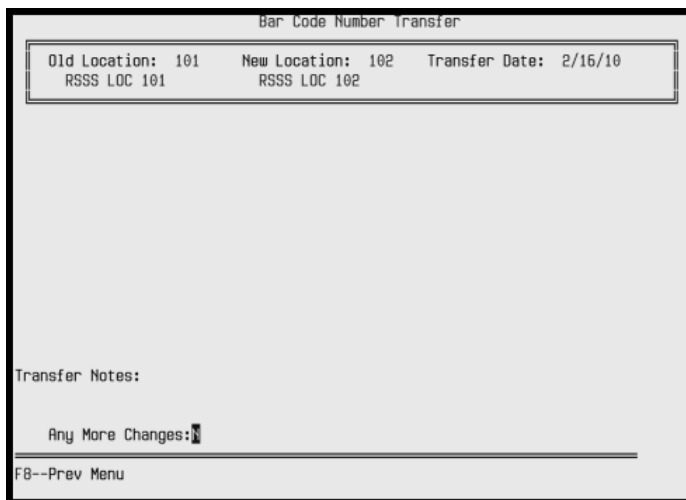 Bar Code Number Transfer
Old Location: 101 New Location: 102 Transfer Date: 2/16/10
RSSS LOC 101 RSSS LOC 102
Transfer Notes:
Any More Changes:N
F8--Prev Menu